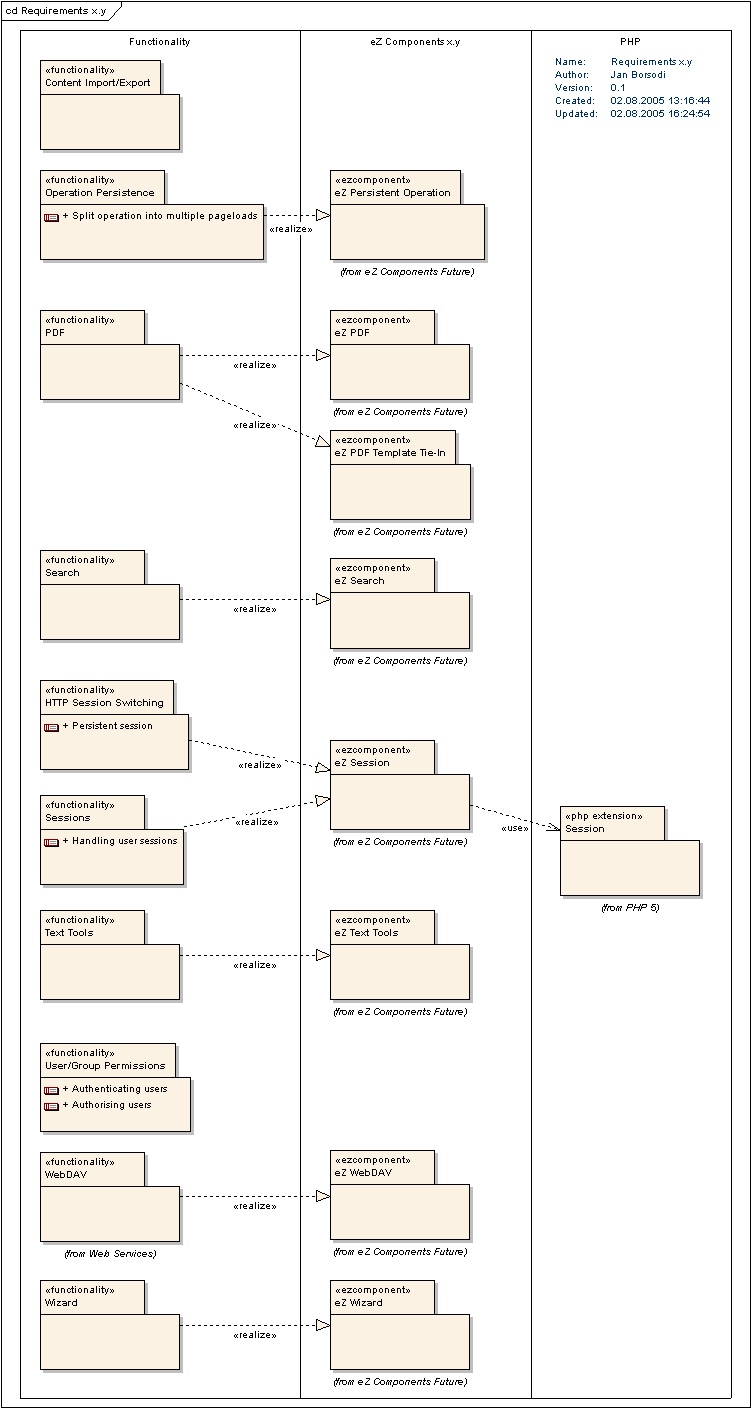 cd Requirements x.y
Functionality
eZ Components x.y
PHP
Name: Requirements x.y
Author: Jan Borsodi
Version: 0.1
Created: 02.08.2005 13:16:44
Updated: 02.08.2005 16:24:54
«functionality»
Content Import/Export
«functionality»
Operation Persistence
+ Split operation into multiple pageloads
«realize»
«ezcomponent»
eZ Persistent Operation
(from eZ Components Future)
«functionality»
PDF
«realize»
«ezcomponent»
eZ PDF
(from eZ Components Future)
«realize»
«ezcomponent»
eZ PDF Template Tie-In
(from eZ Components Future)
«functionality»
Search
«realize»
«ezcomponent»
eZ Search
(from eZ Components Future)
«functionality»
HTTP Session Switching
+ Persistent session
«realize»
«ezcomponent»
eZ Session
(from eZ Components Future)
«functionality»
Sessions
+ Handling user sessions
«realize»
«use»
«php extension»
Session
(from PHP 5)
«functionality»
Text Tools
«realize»
«ezcomponent»
eZ Text Tools
(from eZ Components Future)
«functionality»
User/Group Permissions
+ Authenticating users
+ Authorising users
«functionality»
WebDAV
(from Web Services)
«realize»
«ezcomponent»
eZ WebDAV
(from eZ Components Future)
«functionality»
Wizard
«realize»
«ezcomponent»
eZ Wizard
(from eZ Components Future)